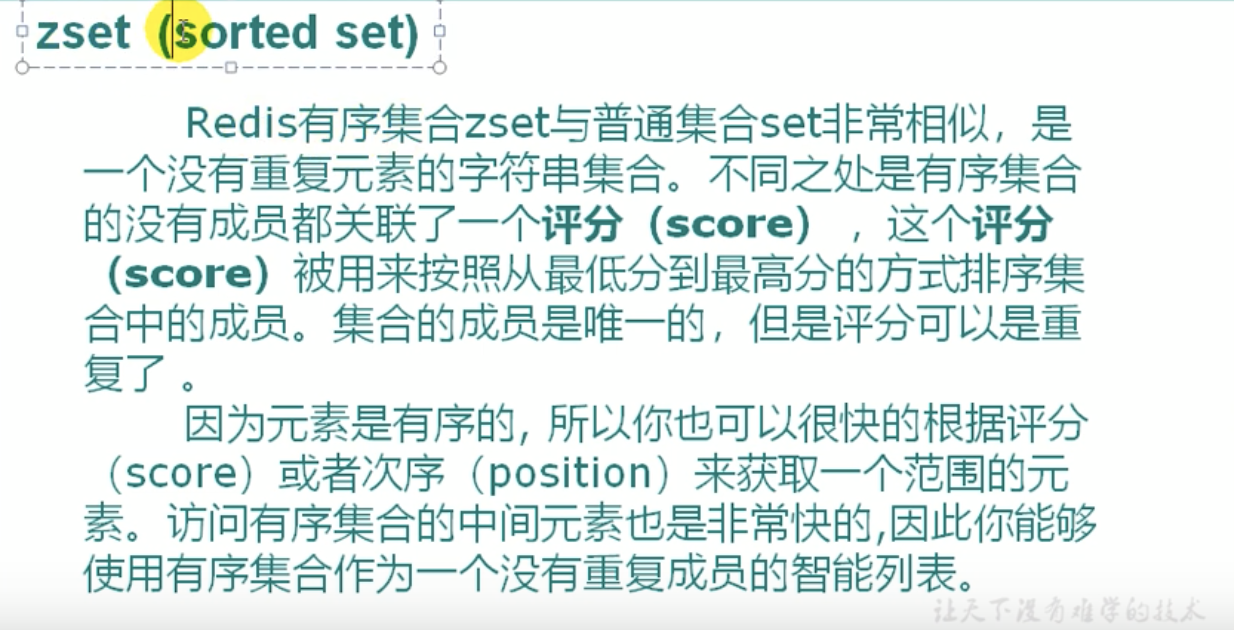 zset (sorted set)
Redis有序集合zset与普通集合set非常相似，是
一个没有重复元素的字符串集合。不同之处是有序集合
的没有成员都关联了一个评分（score），这个评分
（score）被用来按照从最低分到最高分的方式排序集
合中的成员。集合的成员是唯一的，但是评分可以是重
复了 。
因为元素是有序的, 所以你也可以很快的根据评分
（score）或者次序（position）来获取一个范围的元
素。访问有序集合的中间元素也是非常快的,因此你能够
使用有序集合作为一个没有重复成员的智能列表。
让天下没有难学的技术